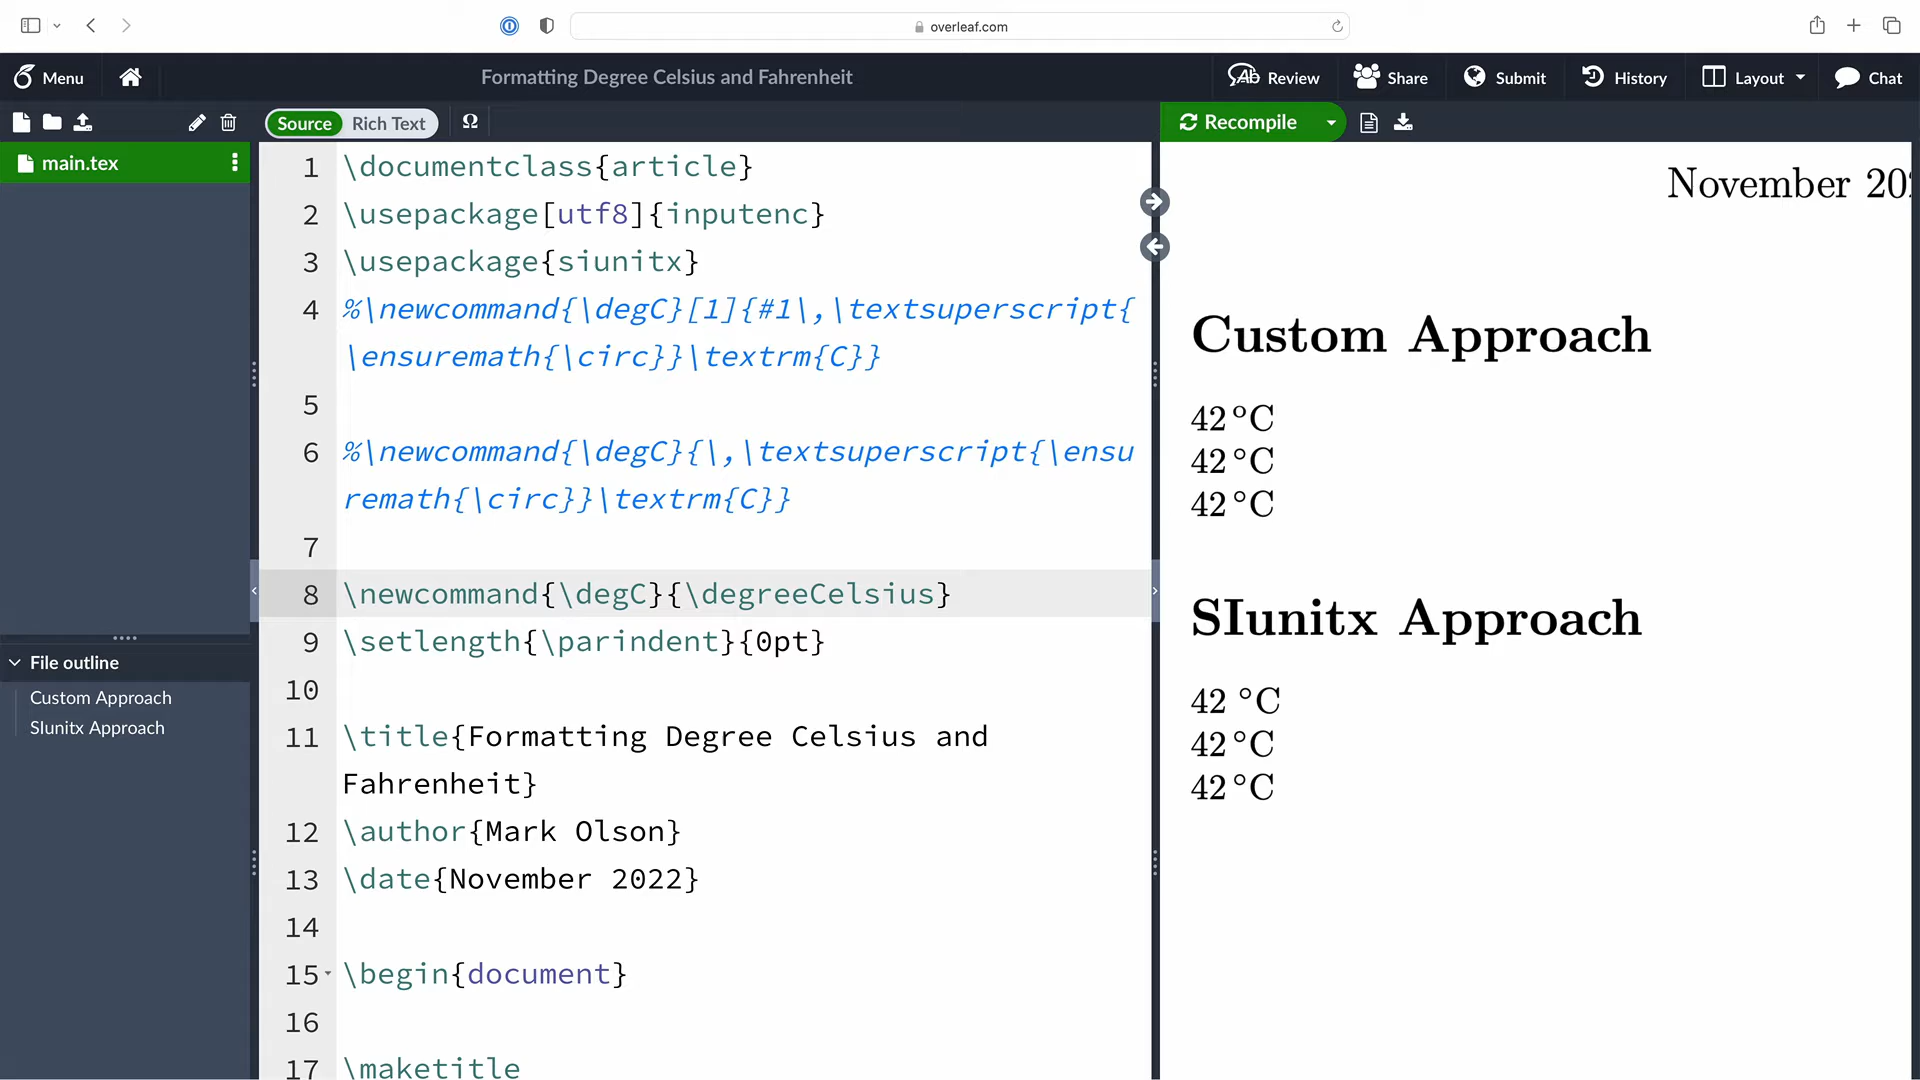 overleaf.com
Menu
Formatting Degree Celsius and Fahrenheit
Review
Share
Submit
History
Layout
Chat
Source
Rich Text
Ω
Recompile
main.tex
File outline
Custom Approach
SIunitx Approach
1 \documentclass{article}
2 \usepackage[utf8]{inputenc}
3 \usepackage{siunitx}
4 %\newcommand{\degC}[1]{#1\,\textsuperscript{
\ensuremath{\circ}}\textrm{C}}
5
6 %\newcommand{\degC}{\,\textsuperscript{\ensu
remath{\circ}}\textrm{C}}
7
8 \newcommand{\degC}{\degreeCelsius}
9 \setlength{\parindent}{0pt}
10
11 \title{Formatting Degree Celsius and
Fahrenheit}
12 \author{Mark Olson}
13 \date{November 2022}
14
15 \begin{document}
16
17 \maketitle
November 202
Custom Approach
42 °C
42 °C
42 °C
SIunitx Approach
42 °C
42 °C
42 °C